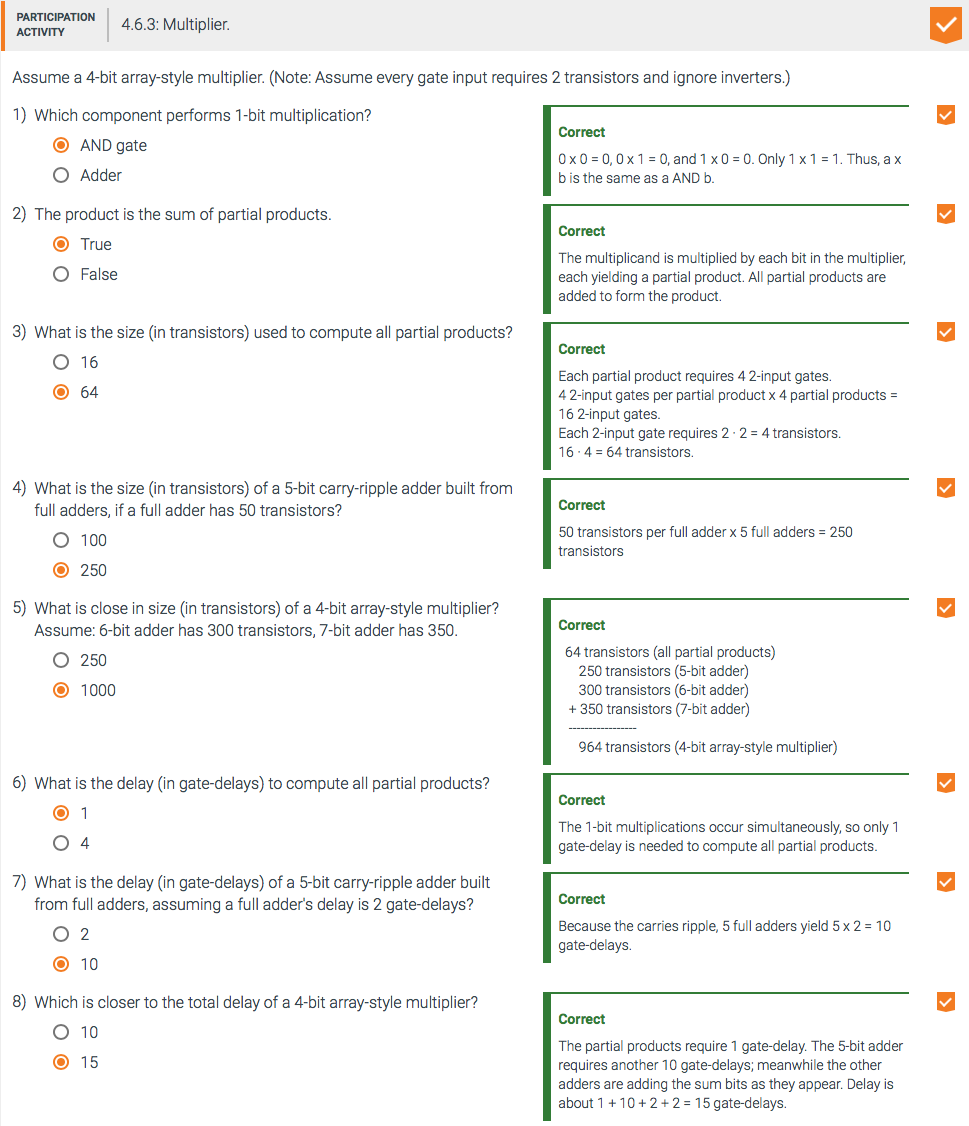 PARTICIPATION ACTIVITY
4.6.3: Multiplier.
Assume a 4-bit array-style multiplier. (Note: Assume every gate input requires 2 transistors and ignore inverters.)
1) Which component performs 1-bit multiplication?
AND gate
Adder
Correct
0 x 0 = 0, 0 x 1 = 0, and 1 x 0 = 0. Only 1 x 1 = 1. Thus, a x
b is the same as a AND b.
2) The product is the sum of partial products.
True
False
Correct
The multiplicand is multiplied by each bit in the multiplier,
each yielding a partial product. All partial products are
added to form the product.
3) What is the size (in transistors) used to compute all partial products?
16
64
Correct
Each partial product requires 4 2-input gates.
4 2-input gates per partial product x 4 partial products =
16 2-input gates.
Each 2-input gate requires 2 · 2 = 4 transistors.
16 · 4 = 64 transistors.
4) What is the size (in transistors) of a 5-bit carry-ripple adder built from
full adders, if a full adder has 50 transistors?
100
250
Correct
50 transistors per full adder x 5 full adders = 250
transistors
5) What is close in size (in transistors) of a 4-bit array-style multiplier?
Assume: 6-bit adder has 300 transistors, 7-bit adder has 350.
250
1000
Correct
64 transistors (all partial products)
250 transistors (5-bit adder)
300 transistors (6-bit adder)
+ 350 transistors (7-bit adder)
-----------------
964 transistors (4-bit array-style multiplier)
6) What is the delay (in gate-delays) to compute all partial products?
1
4
Correct
The 1-bit multiplications occur simultaneously, so only 1
gate-delay is needed to compute all partial products.
7) What is the delay (in gate-delays) of a 5-bit carry-ripple adder built
from full adders, assuming a full adder's delay is 2 gate-delays?
2
10
Correct
Because the carries ripple, 5 full adders yield 5 x 2 = 10
gate-delays.
8) Which is closer to the total delay of a 4-bit array-style multiplier?
10
15
Correct
The partial products require 1 gate-delay. The 5-bit adder
requires another 10 gate-delays; meanwhile the other
adders are adding the sum bits as they appear. Delay is
about 1 + 10 + 2 + 2 = 15 gate-delays.